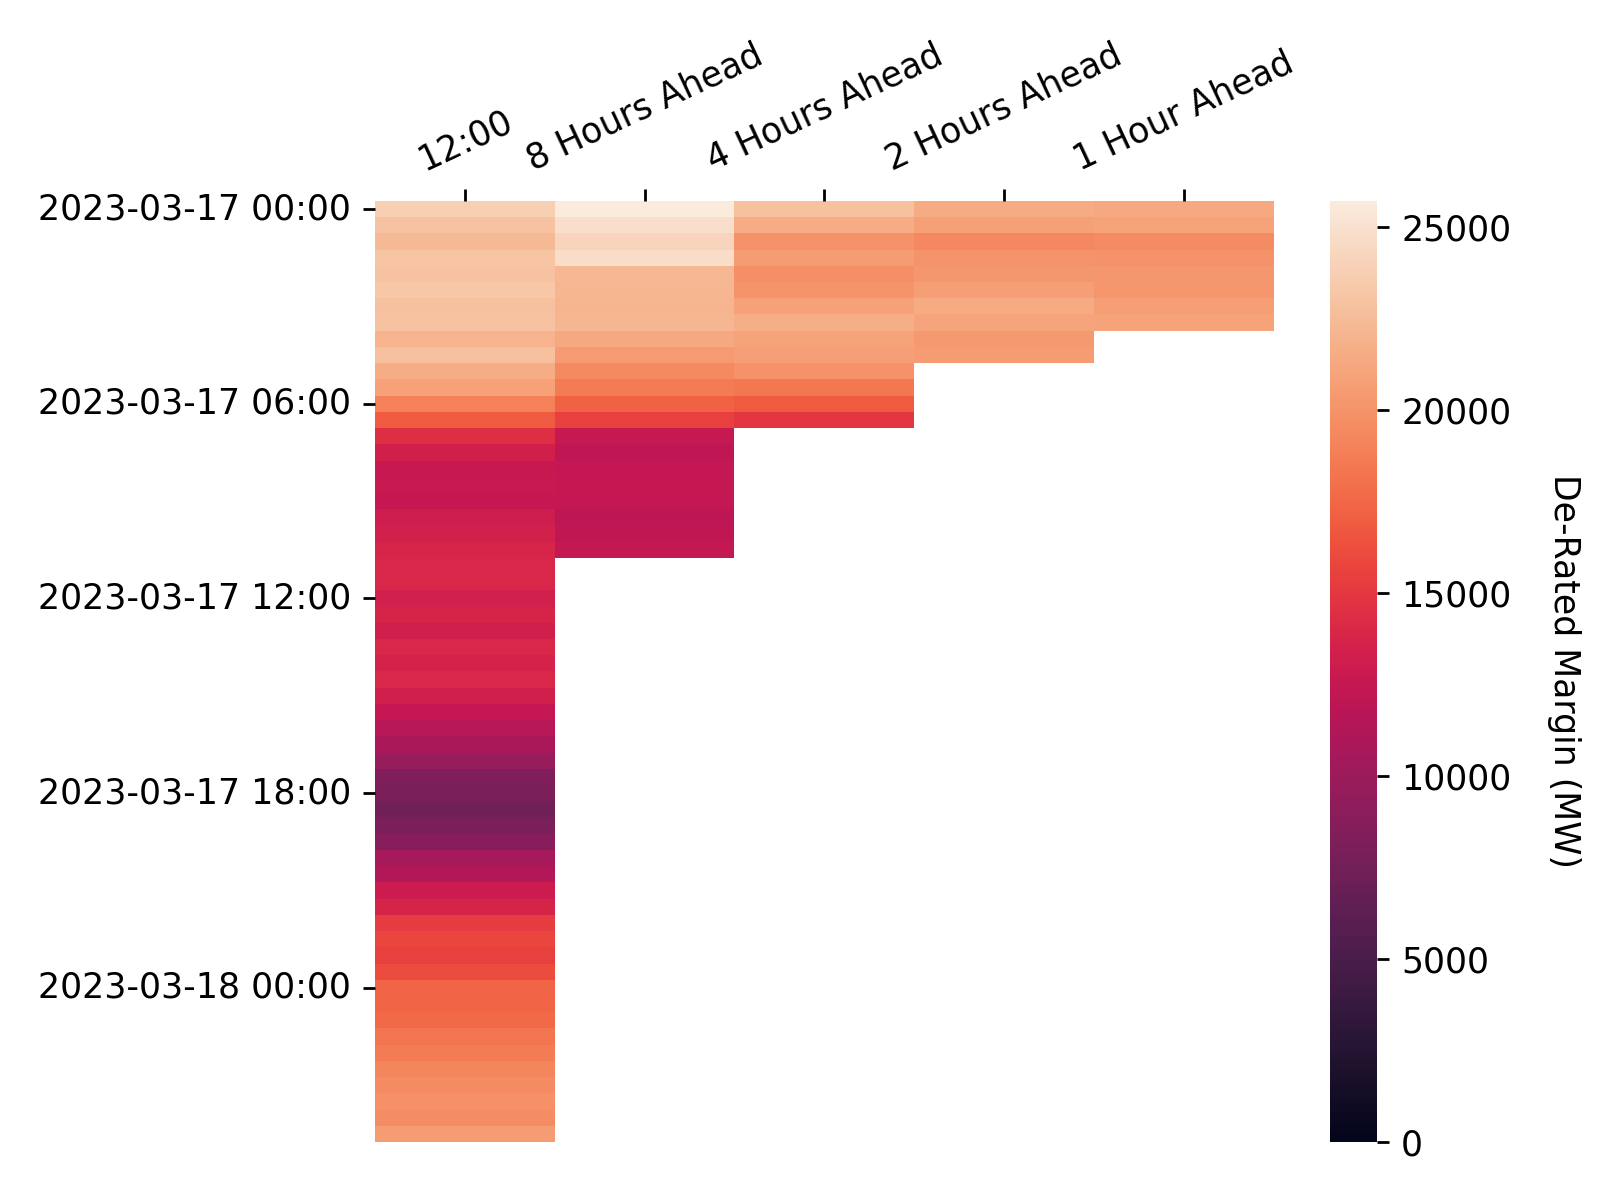 12:00
8 Hours Ahead
4 Hours Ahead
2 Hours Ahead
1 Hour Ahead
2023-03-17 00:00
2023-03-17 06:00
2023-03-17 12:00
2023-03-17 18:00
2023-03-18 00:00
25000
20000
15000
10000
5000
0
De-Rated Margin (MW)